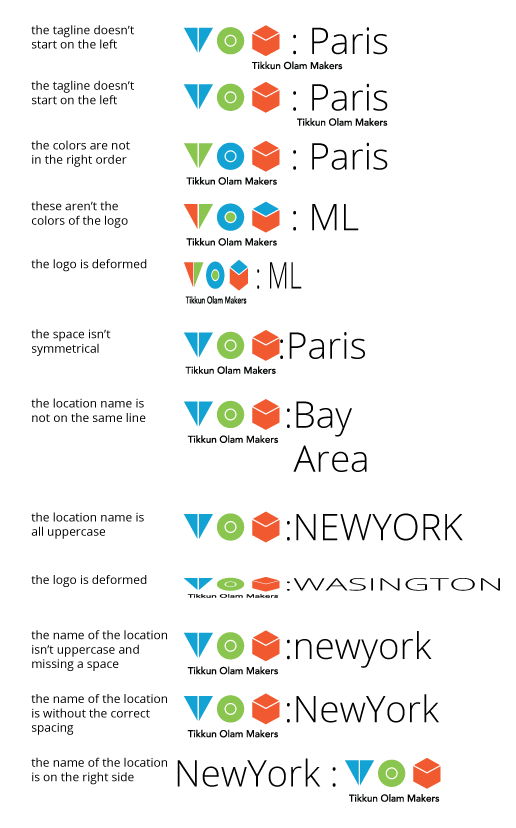 the tagline doesn't
start on the left
: Paris
Tikkun Olam Makers
the tagline doesn't
start on the left
: Paris
Tikkun Olam Makers
the colors are not
in the right order
: Paris
Tikkun Olam Makers
these aren't the
colors of the logo
: ML
Tikkun Olam Makers
the logo is deformed
: ML
Tikkun Olam Makers
the space isn't
symmetrical
:Paris
Tikkun Olam Makers
the location name is
not on the same line
:Bay
Tikkun Olam Makers
Area
the location name is
all uppercase
:NEWYORK
the logo is deformed
:WASINGTON
Tikkun Olam Makers
the name of the location
isn't uppercase and
missing a space
:newyork
Tikkun Olam Makers
the name of the location
is without the correct
spacing
:NewYork
Tikkun Olam Makers
the name of the location
is on the right side
NewYork :
Tikkun Olam Makers